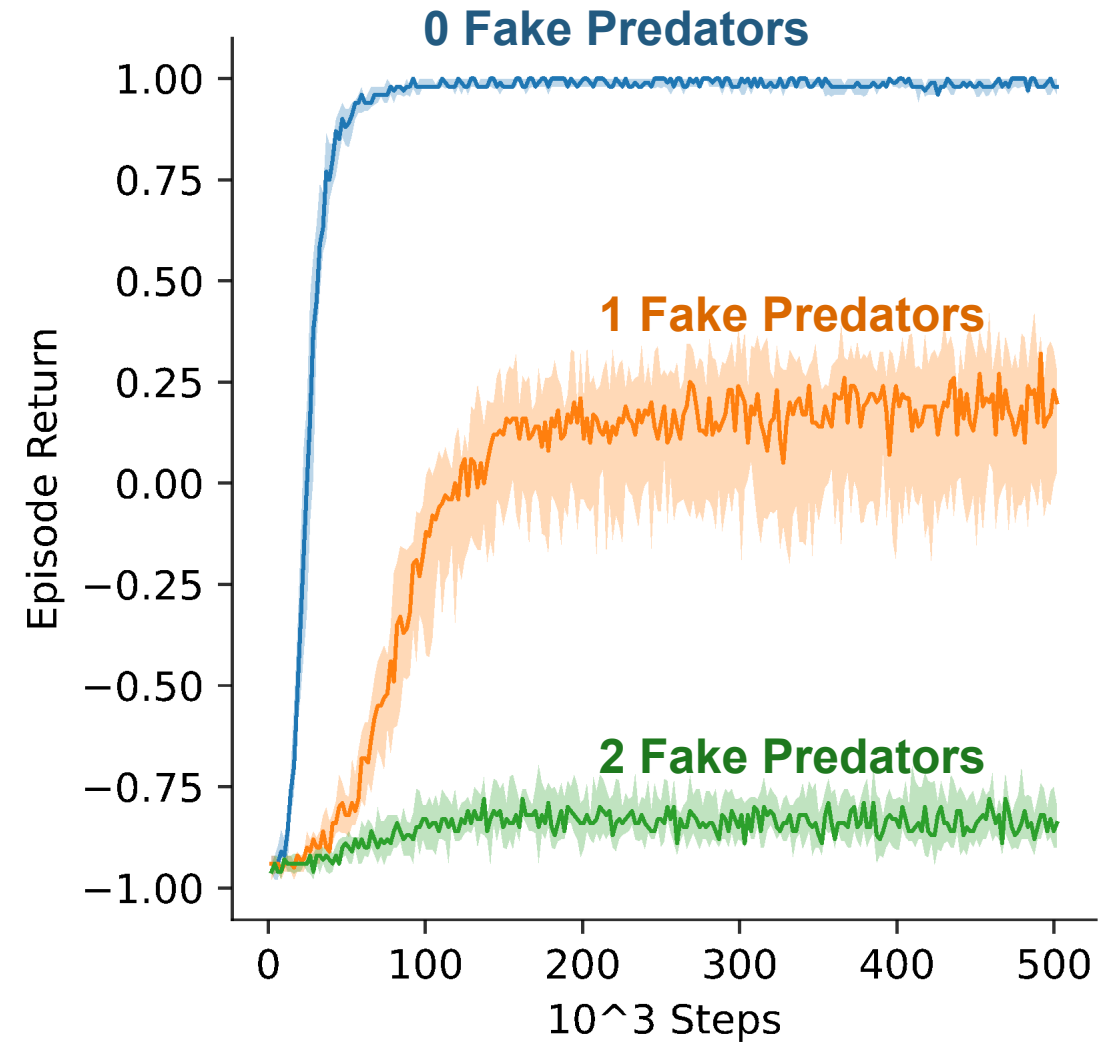 0 Fake Predators
1.00
0.75
0.50
1 Fake Predators
0.25
0.00
−0.25
−0.50
2 Fake Predators
−0.75
−1.00
Episode Return
0 100 200 300 400 500
10^3 Steps